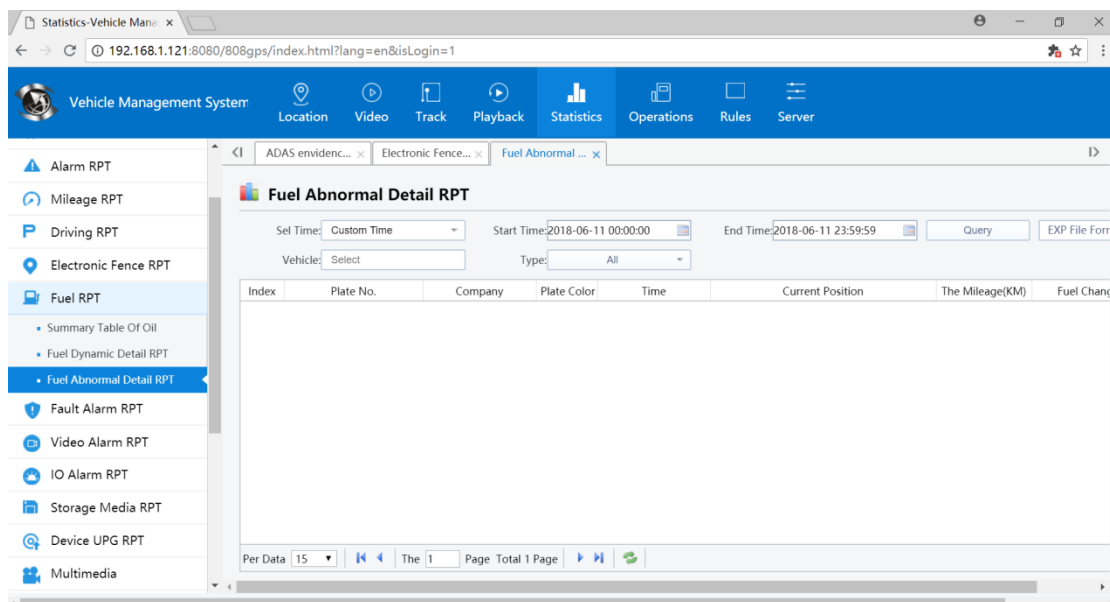 Statistics-Vehicle Mana
192.168.1.121:8080/808gps/index.html?lang=en&isLogin=1
Vehicle Management System
Location Video Track Playback Statistics Operations Rules Server
ADAS envidenc... Electronic Fence... Fuel Abnormal ...
Alarm RPT
Mileage RPT
Driving RPT
Electronic Fence RPT
Fuel RPT
Summary Table Of Oil
Fuel Dynamic Detail RPT
Fuel Abnormal Detail RPT
Fault Alarm RPT
Video Alarm RPT
IO Alarm RPT
Storage Media RPT
Device UPG RPT
Multimedia
Fuel Abnormal Detail RPT
Sel Time: Custom Time Start Time: 2018-06-11 00:00:00 End Time: 2018-06-11 23:59:59 Query EXP File Form
Vehicle: Select Type: All
Index Plate No. Company Plate Color Time Current Position The Mileage(KM) Fuel Chang
Per Data 15 The 1 Page Total 1 Page